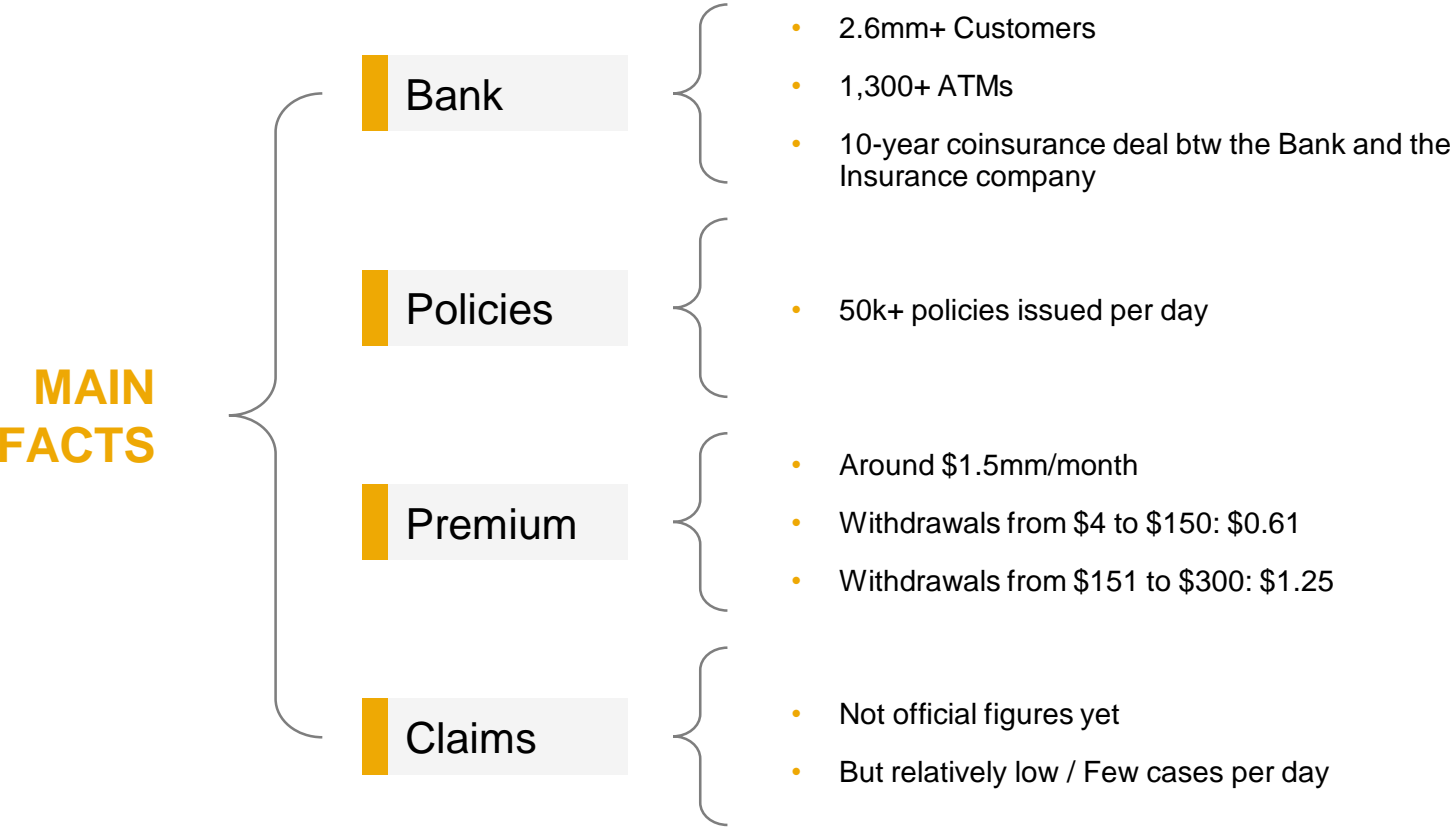 MAIN
FACTS
Bank
• 2.6mm+ Customers
• 1,300+ ATMs
• 10-year coinsurance deal btw the Bank and the
Insurance company
Policies
• 50k+ policies issued per day
Premium
• Around $1.5mm/month
• Withdrawals from $4 to $150: $0.61
• Withdrawals from $151 to $300: $1.25
Claims
• Not official figures yet
• But relatively low / Few cases per day